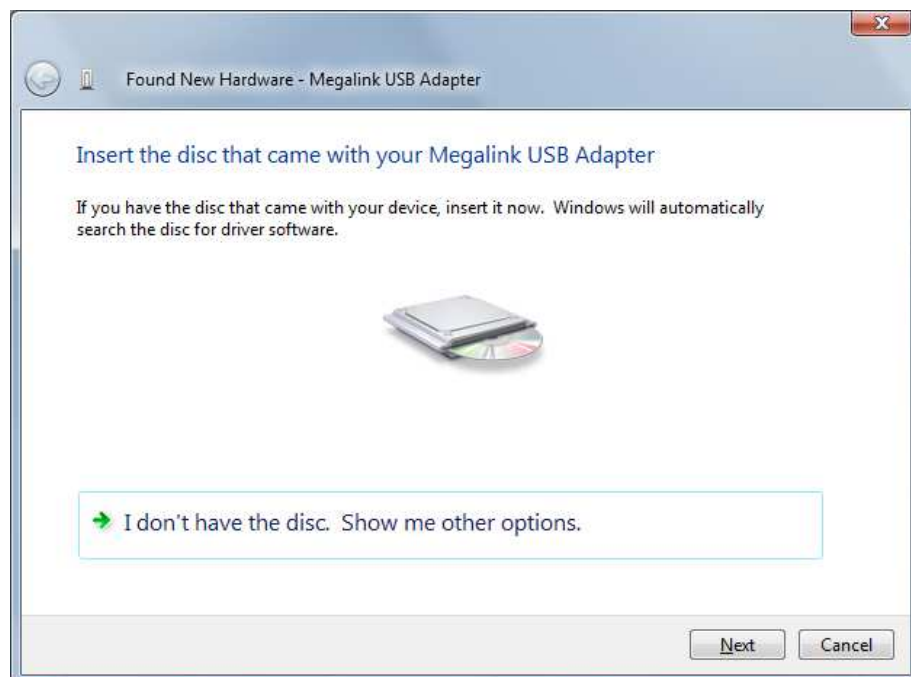 Found New Hardware - Megalink USB Adapter
Insert the disc that came with your Megalink USB Adapter
If you have the disc that came with your device, insert it now.  Windows will automatically
search the disc for driver software.
I don't have the disc.  Show me other options.
Next
Cancel